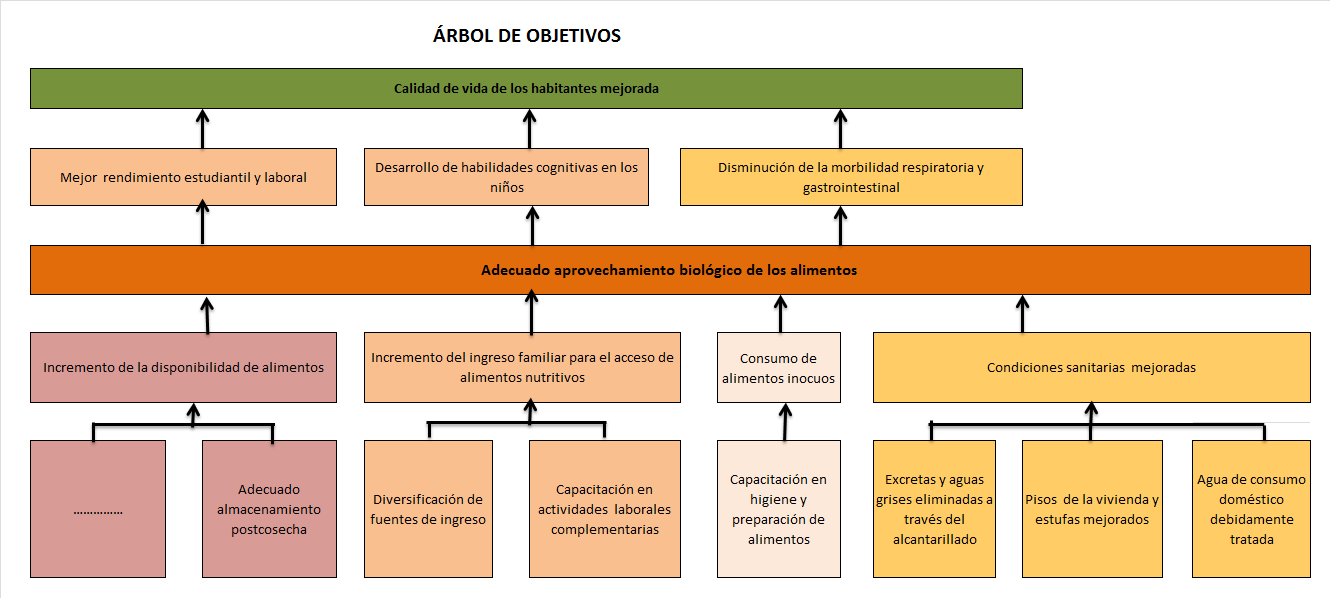 ÁRBOL DE OBJETIVOS
Calidad de vida de los habitantes mejorada
Mejor rendimiento estudiantil y laboral
Desarrollo de habilidades cognitivas en los
niños
Disminución de la morbilidad respiratoria y
gastrointestinal
Adecuado aprovechamiento biológico de los alimentos
Incremento de la disponibilidad de alimentos
Incremento del ingreso familiar para el acceso de
alimentos nutritivos
Consumo de
alimentos inocuos
Condiciones sanitarias mejoradas
……………
Adecuado
almacenamiento
postcosecha
Diversificación de
fuentes de ingreso
Capacitación en
actividades laborales
complementarias
Capacitación en
higiene y
preparación de
alimentos
Excretas y aguas
grises eliminadas a
través del
alcantarillado
Pisos de la vivienda y
estufas mejorados
Agua de consumo
doméstico
debidamente
tratada